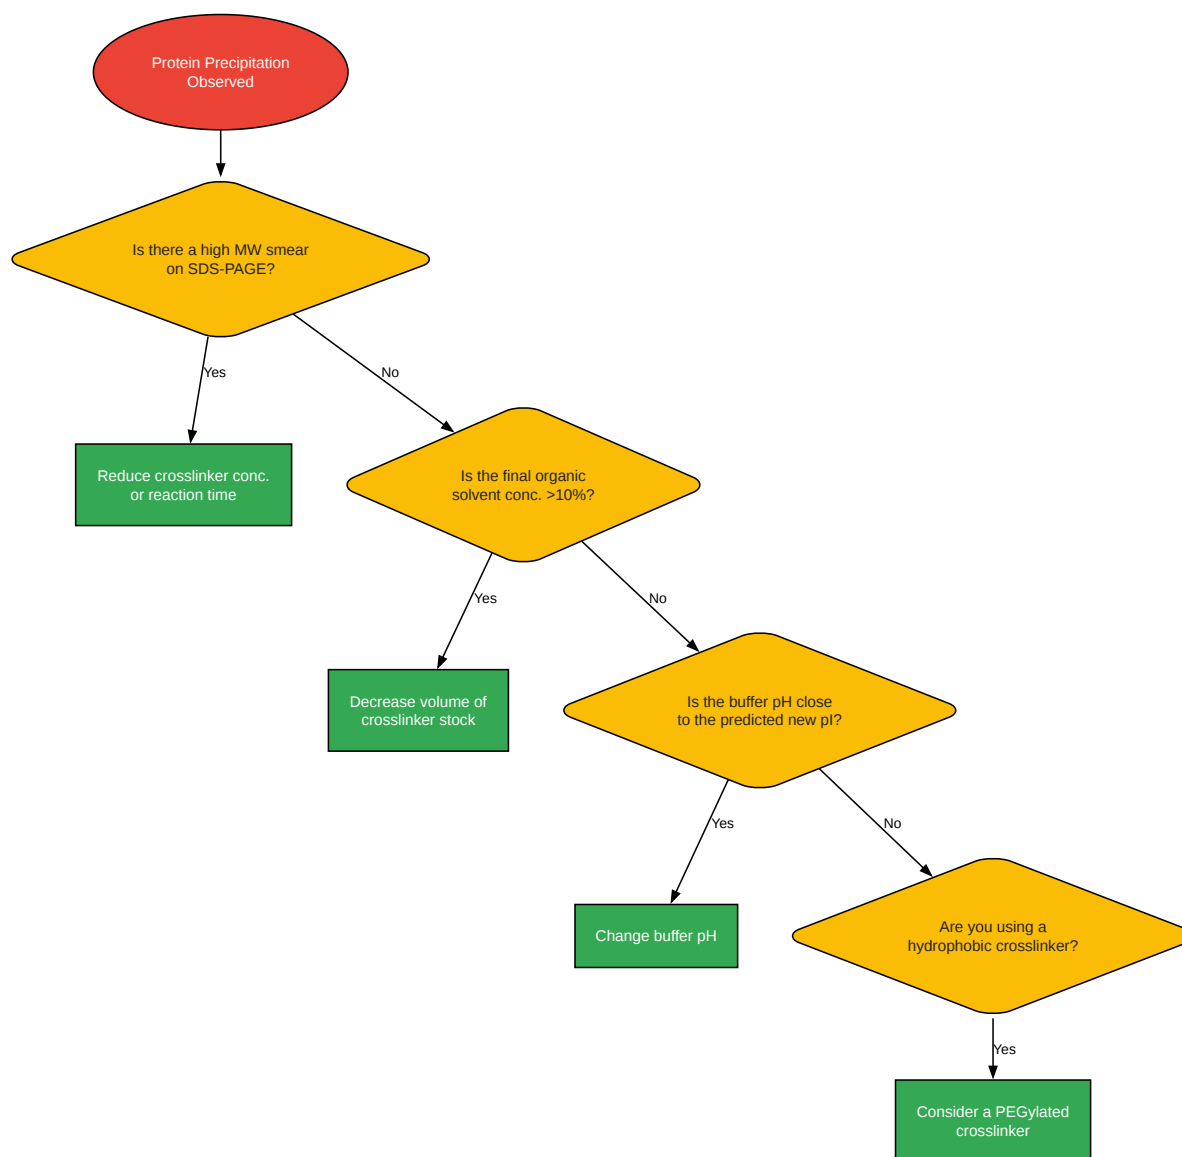 Protein Precipitation
Observed
Is there a high MW smear
on SDS-PAGE?
Yes
No
Reduce crosslinker conc.
or reaction time
Is the final organic
solvent conc. >10%?
Yes
No
Decrease volume of
crosslinker stock
Is the buffer pH close
to the predicted new pI?
Yes
No
Change buffer pH
Are you using a
hydrophobic crosslinker?
Yes
Consider a PEGylated
crosslinker